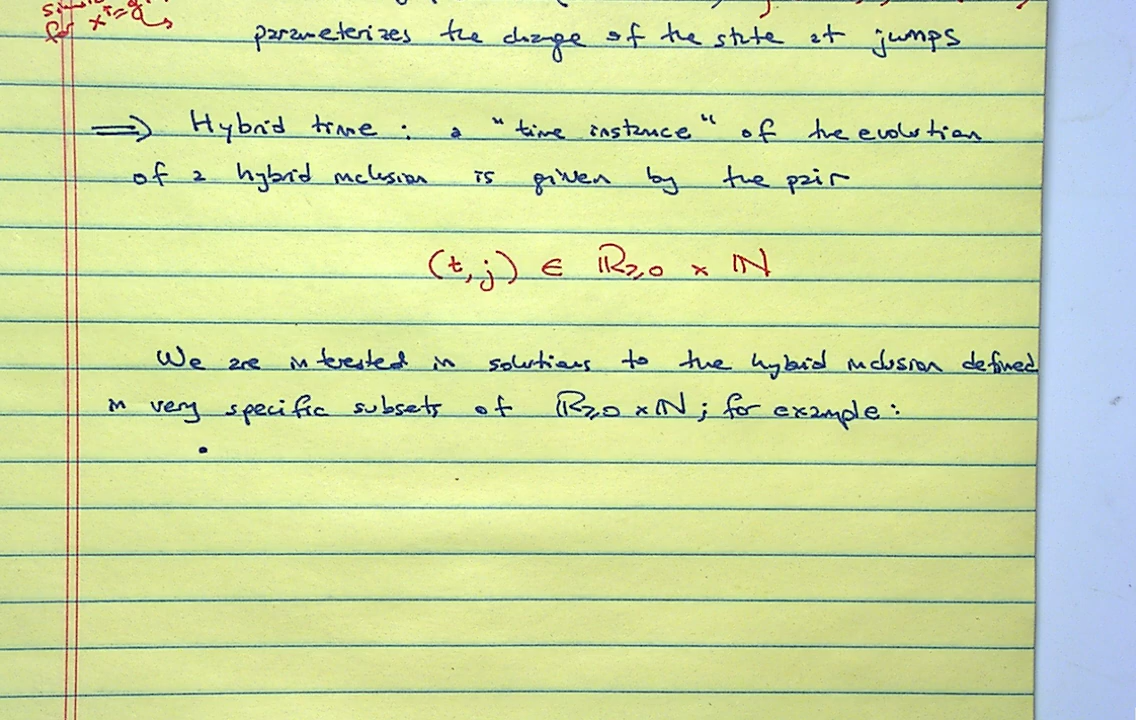 parameterizes the change of the state at jumps
⟹ Hybrid time : a "time instance" of the evolution
of a hybrid inclusion is given by the pair
(t, j) ∈ ℝ≥0 × ℕ
We are interested in solutions to the hybrid inclusion defined
in very specific subsets of ℝ≥0 × ℕ ; for example :
•